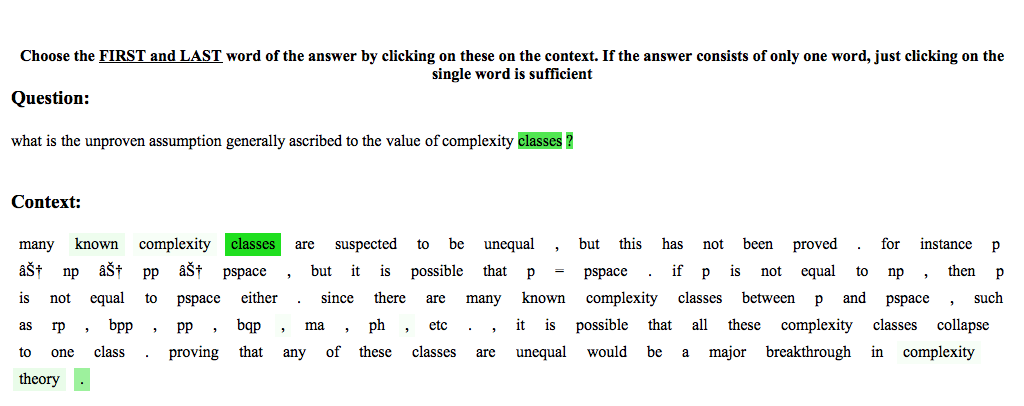 Choose the FIRST and LAST word of the answer by clicking on these on the context. If the answer consists of only one word, just clicking on the
single word is sufficient
Question:
what is the unproven assumption generally ascribed to the value of complexity classes ?
Context:
many known complexity classes are suspected to be unequal , but this has not been proved . for instance p
âŠ† np âŠ† pp âŠ† pspace , but it is possible that p = pspace . if p is not equal to np , then p
is not equal to pspace either . since there are many known complexity classes between p and pspace , such
as rp , bpp , pp , bqp , ma , ph , etc . , it is possible that all these complexity classes collapse
to one class . proving that any of these classes are unequal would be a major breakthrough in complexity
theory .